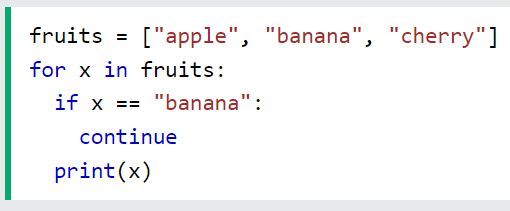 fruits = ["apple", "banana", "cherry"]
for x in fruits:
  if x == "banana":
    continue
  print(x)